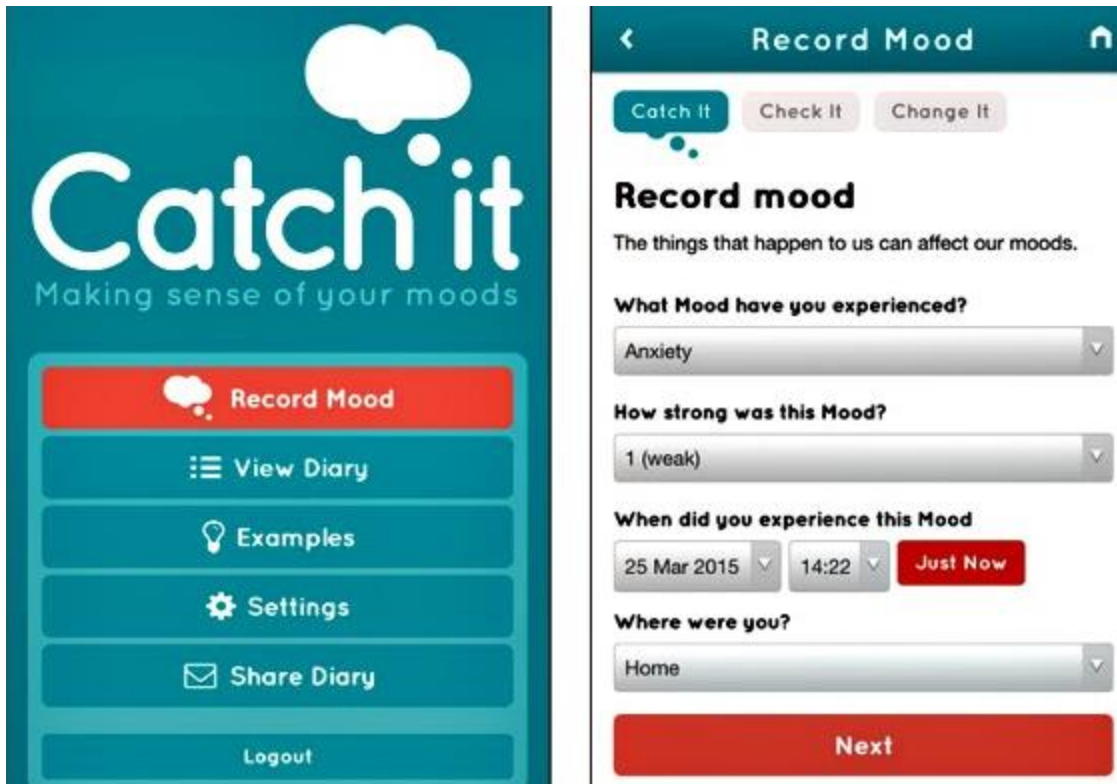 Catch it
Making sense of your moods
Record Mood
View Diary
Examples
Settings
Share Diary
Logout
Record Mood
Catch It Check It Change It
Record mood
The things that happen to us can affect our moods.
What Mood have you experienced?
Anxiety
How strong was this Mood?
1 (weak)
When did you experience this Mood
25 Mar 2015 14:22 Just Now
Where were you?
Home
Next